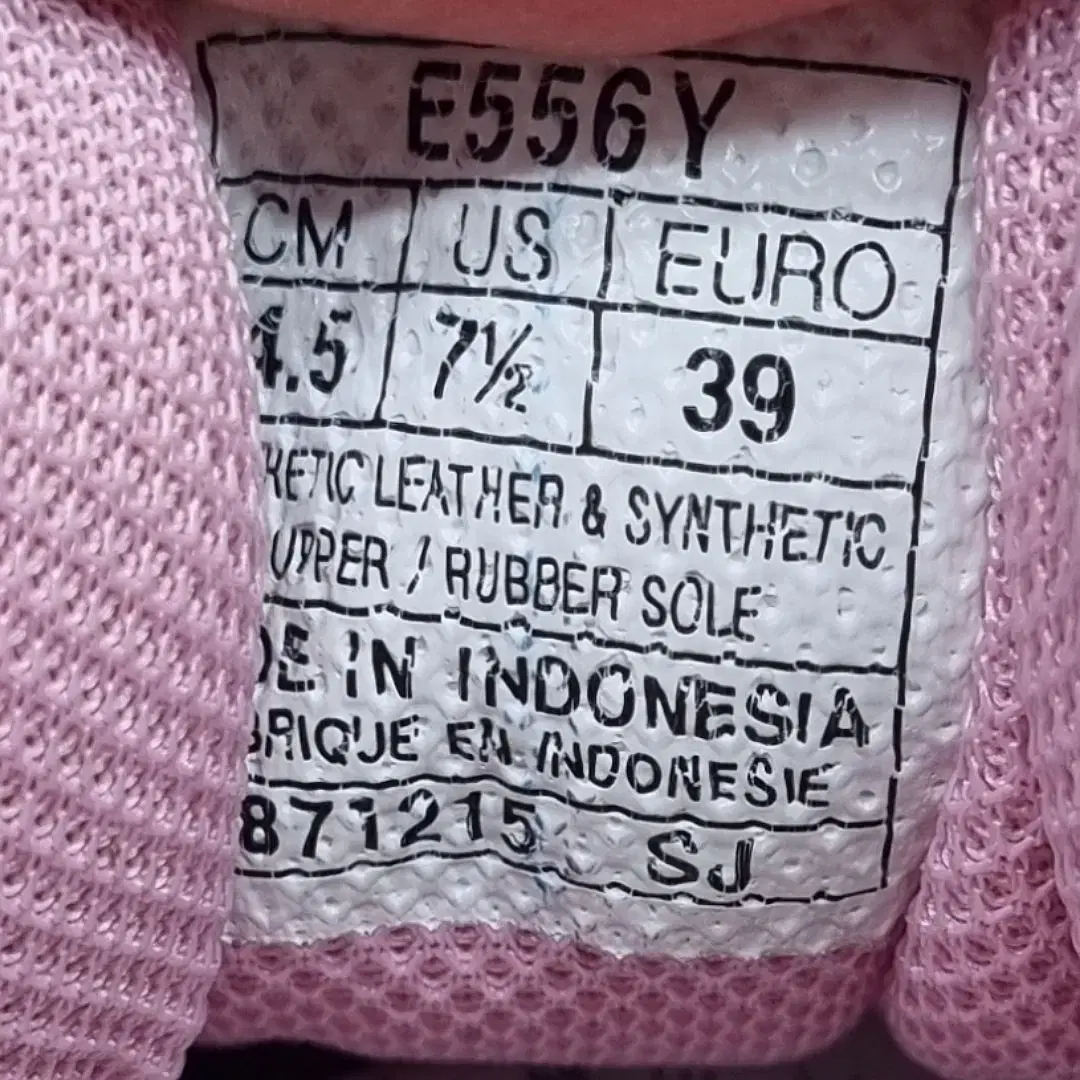 E556Y
CM US EURO
4.5 7½ 39
HETIC LEATHER & SYNTHETIC
UPPER / RUBBER SOLE
DE IN INDONESIA
BRIQUE EN INDONESIE
871215 SJ